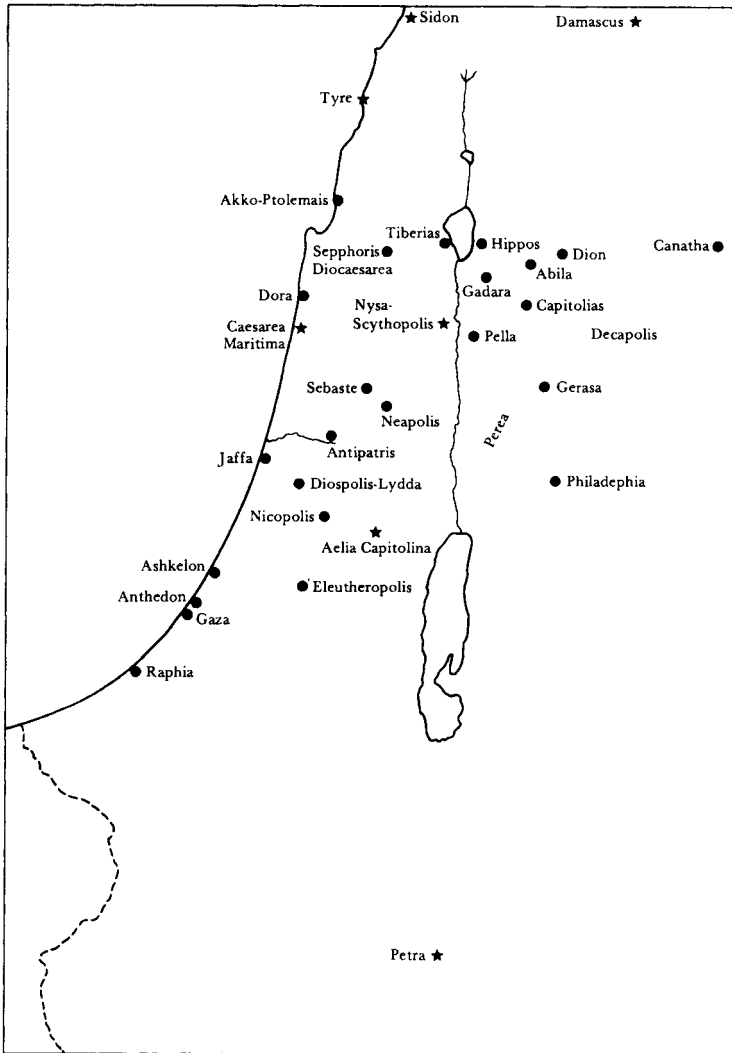 Sidon
Damascus
Tyre
Akko-Ptolemais
Tiberias
Hippos
Canatha
Sepphoris
Diocaesarea
Dion
Abila
Gadara
Dora
Nysa-
Scythopolis
Capitolias
Caesarea
Maritima
Pella
Decapolis
Sebaste
Gerasa
Neapolis
Perea
Antipatris
Jaffa
Diospolis-Lydda
Philadephia
Nicopolis
Aelia Capitolina
Ashkelon
Eleutheropolis
Anthedon
Gaza
Raphia
Petra